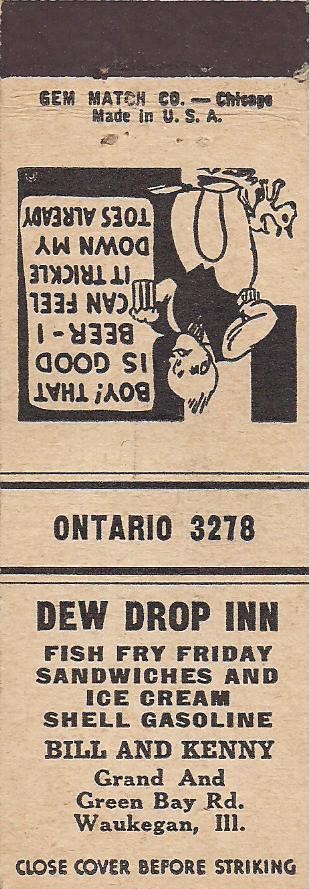 GEM MATCH CO. — Chicago
Made in U. S. A.
BOY! THAT
IS GOOD
BEER - I
CAN FEEL
IT TRICKLE
DOWN MY
TOES ALREADY
ONTARIO 3278
DEW DROP INN
FISH FRY FRIDAY
SANDWICHES AND
ICE CREAM
SHELL GASOLINE
BILL AND KENNY
Grand And
Green Bay Rd.
Waukegan, Ill.
CLOSE COVER BEFORE STRIKING